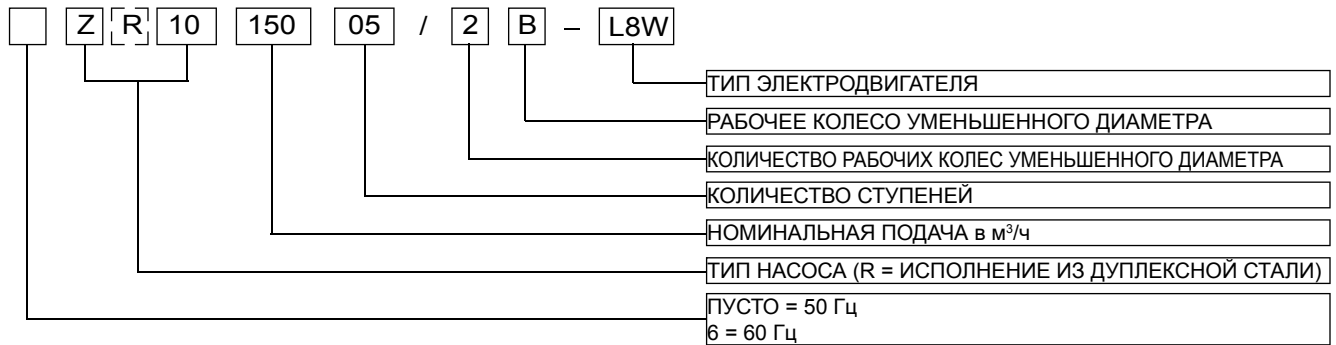 Z R 10 150 05 / 2 B – L8W
ТИП ЭЛЕКТРОДВИГАТЕЛЯ
РАБОЧЕЕ КОЛЕСО УМЕНЬШЕННОГО ДИАМЕТРА
КОЛИЧЕСТВО РАБОЧИХ КОЛЕС УМЕНЬШЕННОГО ДИАМЕТРА
КОЛИЧЕСТВО СТУПЕНЕЙ
НОМИНАЛЬНАЯ ПОДАЧА в м³/ч
ТИП НАСОСА (R = ИСПОЛНЕНИЕ ИЗ ДУПЛЕКСНОЙ СТАЛИ)
ПУСТО = 50 Гц
6 = 60 Гц